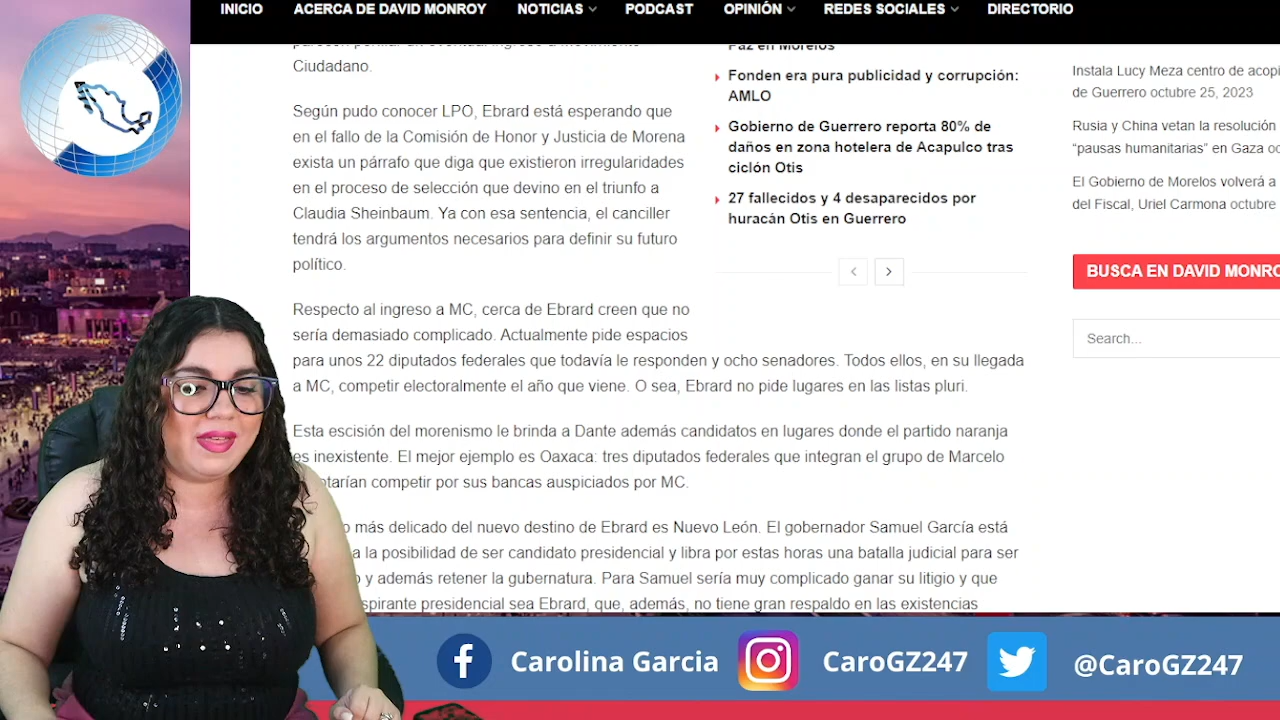 INICIO ACERCA DE DAVID MONROY NOTICIAS PODCAST OPINIÓN REDES SOCIALES DIRECTORIO
Ciudadano.
Según pudo conocer LPO, Ebrard está esperando que
en el fallo de la Comisión de Honor y Justicia de Morena
exista un párrafo que diga que existieron irregularidades
en el proceso de selección que devino en el triunfo a
Claudia Sheinbaum. Ya con esa sentencia, el canciller
tendrá los argumentos necesarios para definir su futuro
político.
Respecto al ingreso a MC, cerca de Ebrard creen que no
sería demasiado complicado. Actualmente pide espacios
para unos 22 diputados federales que todavía le responden y ocho senadores. Todos ellos, en su llegada
a MC, competir electoralmente el año que viene. O sea, Ebrard no pide lugares en las listas pluri.
Esta escisión del morenismo le brinda a Dante además candidatos en lugares donde el partido naranja
es inexistente. El mejor ejemplo es Oaxaca: tres diputados federales que integran el grupo de Marcelo
competir por sus bancas auspiciados por MC.
más delicado del nuevo destino de Ebrard es Nuevo León. El gobernador Samuel García está
a la posibilidad de ser candidato presidencial y libra por estas horas una batalla judicial para ser
y además retener la gubernatura. Para Samuel sería muy complicado ganar su litigio y que
presidencial sea Ebrard, que, además, no tiene gran respaldo en las existencias
Paz en Morelos
Fonden era pura publicidad y corrupción:
AMLO
Gobierno de Guerrero reporta 80% de
daños en zona hotelera de Acapulco tras
ciclón Otis
27 fallecidos y 4 desaparecidos por
huracán Otis en Guerrero
Instala Lucy Meza centro de
de Guerrero octubre 25, 2023
Rusia y China vetan la resolución
“pausas humanitarias” en Gaza
El Gobierno de Morelos volverá a
del Fiscal, Uriel Carmona octubre
BUSCA EN DAVID
Search...
Carolina Garcia CaroGZ247 @CaroGZ247